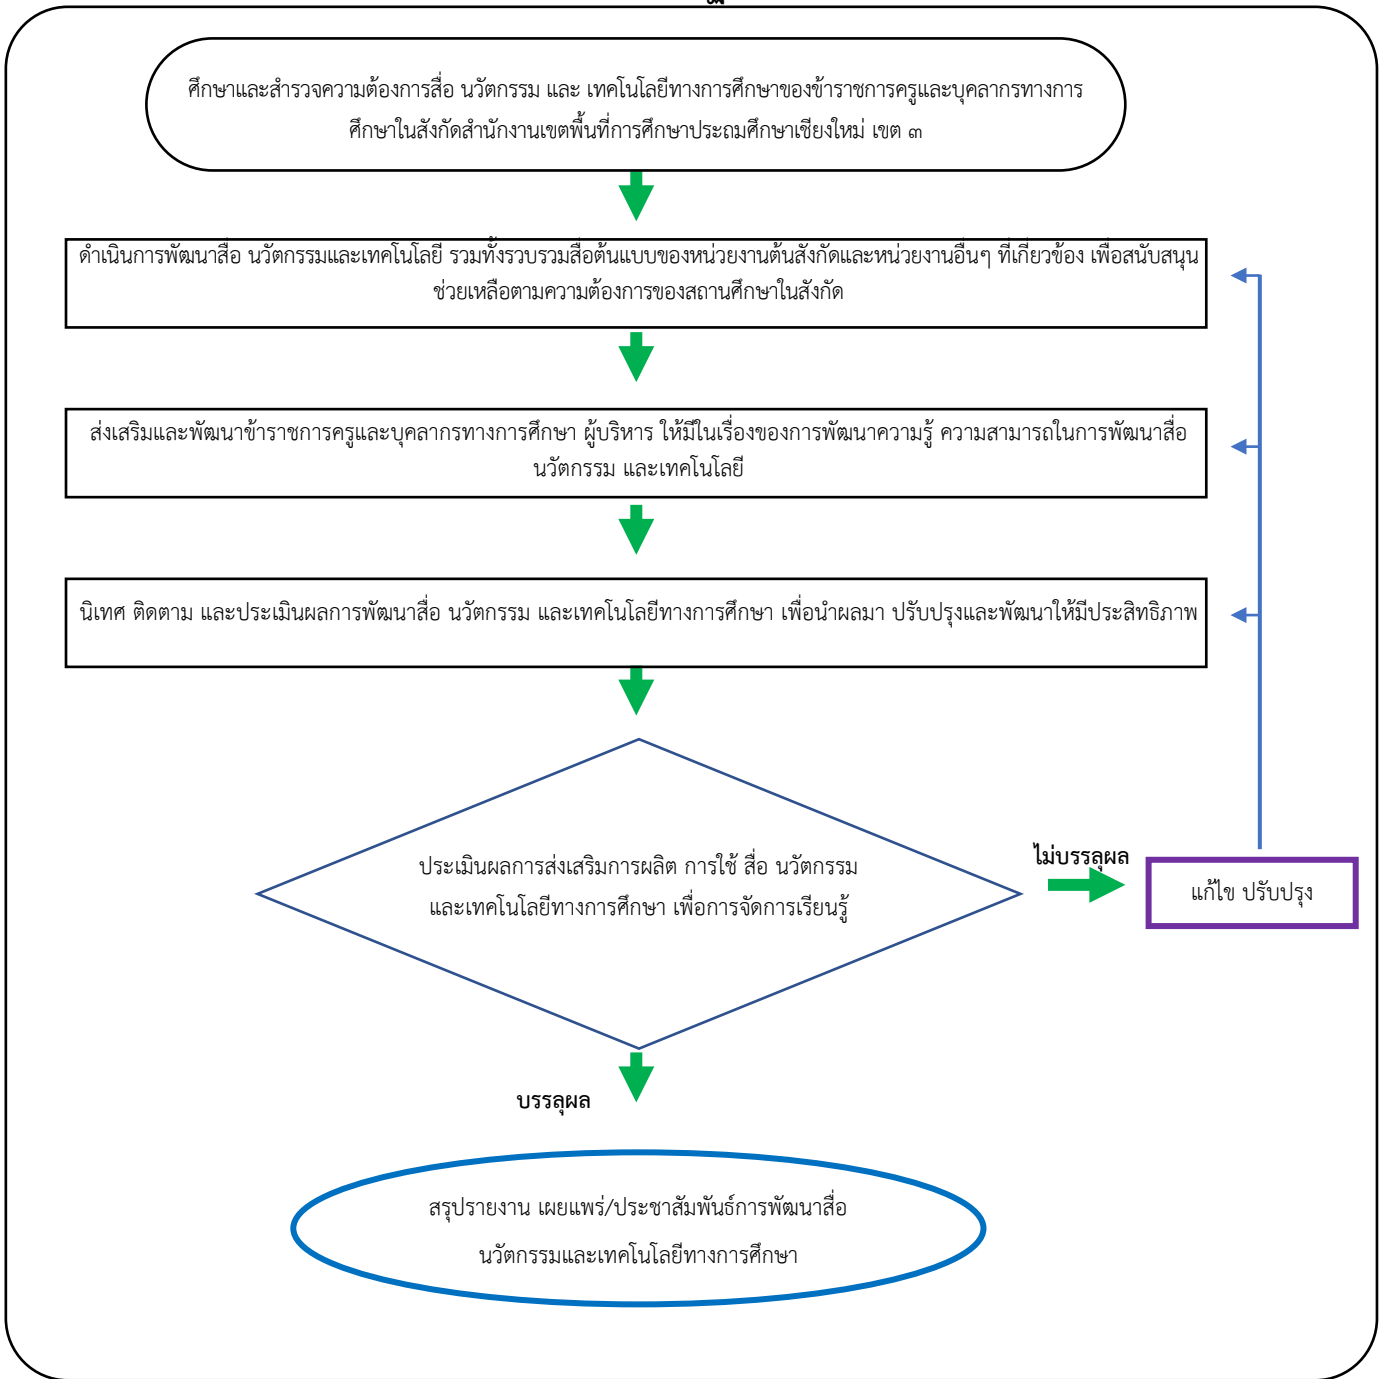 ศึกษาและสำรวจความต้องการสื่อ นวัตกรรม และ เทคโนโลยีทางการศึกษาของข้าราชการครูและบุคลากรทางการ
ศึกษาในสังกัดสำนักงานเขตพื้นที่การศึกษาประถมศึกษาเชียงใหม่ เขต ๓
ดำเนินการพัฒนาสื่อ นวัตกรรมและเทคโนโลยี รวมทั้งรวบรวมสื่อต้นแบบของหน่วยงานต้นสังกัดและหน่วยงานอื่นๆ ที่เกี่ยวข้อง เพื่อสนับสนุน
ช่วยเหลือตามความต้องการของสถานศึกษาในสังกัด
ส่งเสริมและพัฒนาข้าราชการครูและบุคลากรทางการศึกษา ผู้บริหาร ให้มีในเรื่องของการพัฒนาความรู้ ความสามารถในการพัฒนาสื่อ
นวัตกรรม และเทคโนโลยี
นิเทศ ติดตาม และประเมินผลการพัฒนาสื่อ นวัตกรรม และเทคโนโลยีทางการศึกษา เพื่อนำผลมา ปรับปรุงและพัฒนาให้มีประสิทธิภาพ
ประเมินผลการส่งเสริมการผลิต การใช้ สื่อ นวัตกรรม
และเทคโนโลยีทางการศึกษา เพื่อการจัดการเรียนรู้
ไม่บรรลุผล
แก้ไข ปรับปรุง
บรรลุผล
สรุปรายงาน เผยแพร่/ประชาสัมพันธ์การพัฒนาสื่อ
นวัตกรรมและเทคโนโลยีทางการศึกษา